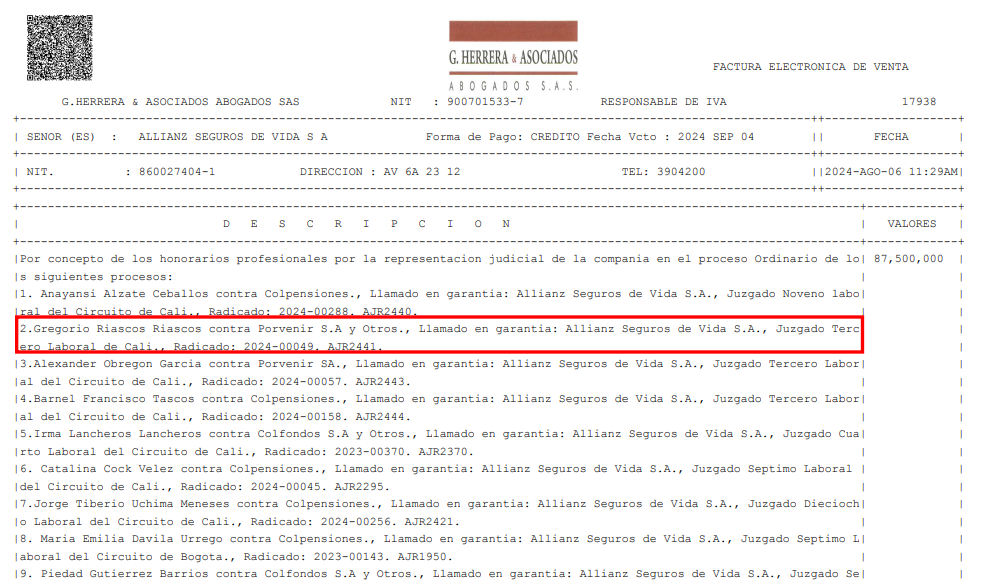 G. HERRERA & ASOCIADOS
ABOGADOS S.A.S.
FACTURA ELECTRONICA DE VENTA
G.HERRERA & ASOCIADOS ABOGADOS SAS NIT : 900701533-7 RESPONSABLE DE IVA 17938
SENOR (ES) : ALLIANZ SEGUROS DE VIDA S A Forma de Pago: CREDITO Fecha Vcto : 2024 SEP 04 FECHA
NIT. : 860027404-1 DIRECCION : AV 6A 23 12 TEL: 3904200 2024-AGO-06 11:29AM
D E S C R I P C I O N VALORES
Por concepto de los honorarios profesionales por la representacion judicial de la compania en el proceso Ordinario de lo 87,500,000
s siguientes procesos:
1. Anayansi Alzate Ceballos contra Colpensiones., Llamado en garantia: Allianz Seguros de Vida S.A., Juzgado Noveno labo
ral del Circuito de Cali., Radicado: 2024-00288. AJR2440.
2.Gregorio Riascos Riascos contra Porvenir S.A y Otros., Llamado en garantia: Allianz Seguros de Vida S.A., Juzgado Terc
ero Laboral de Cali., Radicado: 2024-00049. AJR2441.
3.Alexander Obregon Garcia contra Porvenir SA., Llamado en garantia: Allianz Seguros de Vida S.A., Juzgado Tercero Labor
al del Circuito de Cali., Radicado: 2024-00057. AJR2443.
4.Barnel Francisco Tascos contra Colpensiones., Llamado en garantia: Allianz Seguros de Vida S.A., Juzgado Tercero Labor
al del Circuito de Cali., Radicado: 2024-00158. AJR2444.
5.Irma Lancheros Lancheros contra Colfondos S.A y Otros., Llamado en garantia: Allianz Seguros de Vida S.A., Juzgado Cua
rto Laboral del Circuito de Cali., Radicado: 2023-00370. AJR2370.
6. Catalina Cock Velez contra Colpensiones., Llamado en garantia: Allianz Seguros de Vida S.A., Juzgado Septimo Laboral
del Circuito de Cali., Radicado: 2024-00045. AJR2295.
7.Jorge Tiberio Uchima Meneses contra Colpensiones., Llamado en garantia: Allianz Seguros de Vida S.A., Juzgado Diecioch
o Laboral del Circuito de Cali., Radicado: 2024-00256. AJR2421.
8. Maria Emilia Davila Urrego contra Colpensiones., Llamado en garantia: Allianz Seguros de Vida S.A., Juzgado Septimo L
aboral del Circuito de Bogota., Radicado: 2023-00143. AJR1950.
9. Piedad Gutierrez Barrios contra Colfondos S.A y Otros., Llamado en garantia: Allianz Seguros de Vida S.A., Juzgado Se